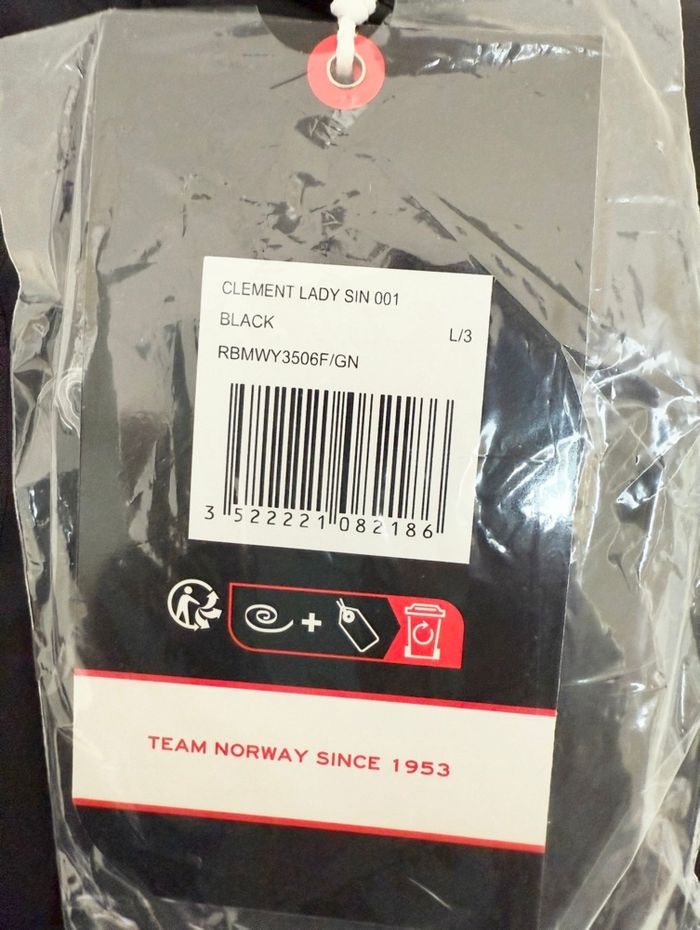 CLEMENT LADY SIN 001
BLACK
L/3
RBMWY3506F/GN
3 522221 082186
TEAM NORWAY SINCE 1953